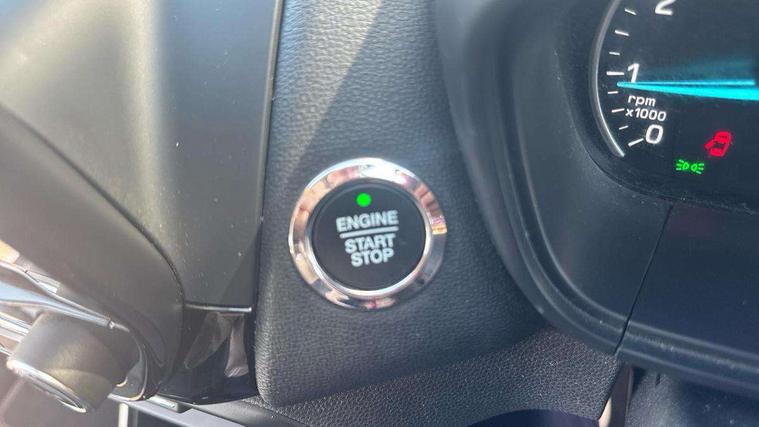 2
1
rpm
x1000
0
ENGINE
START
STOP